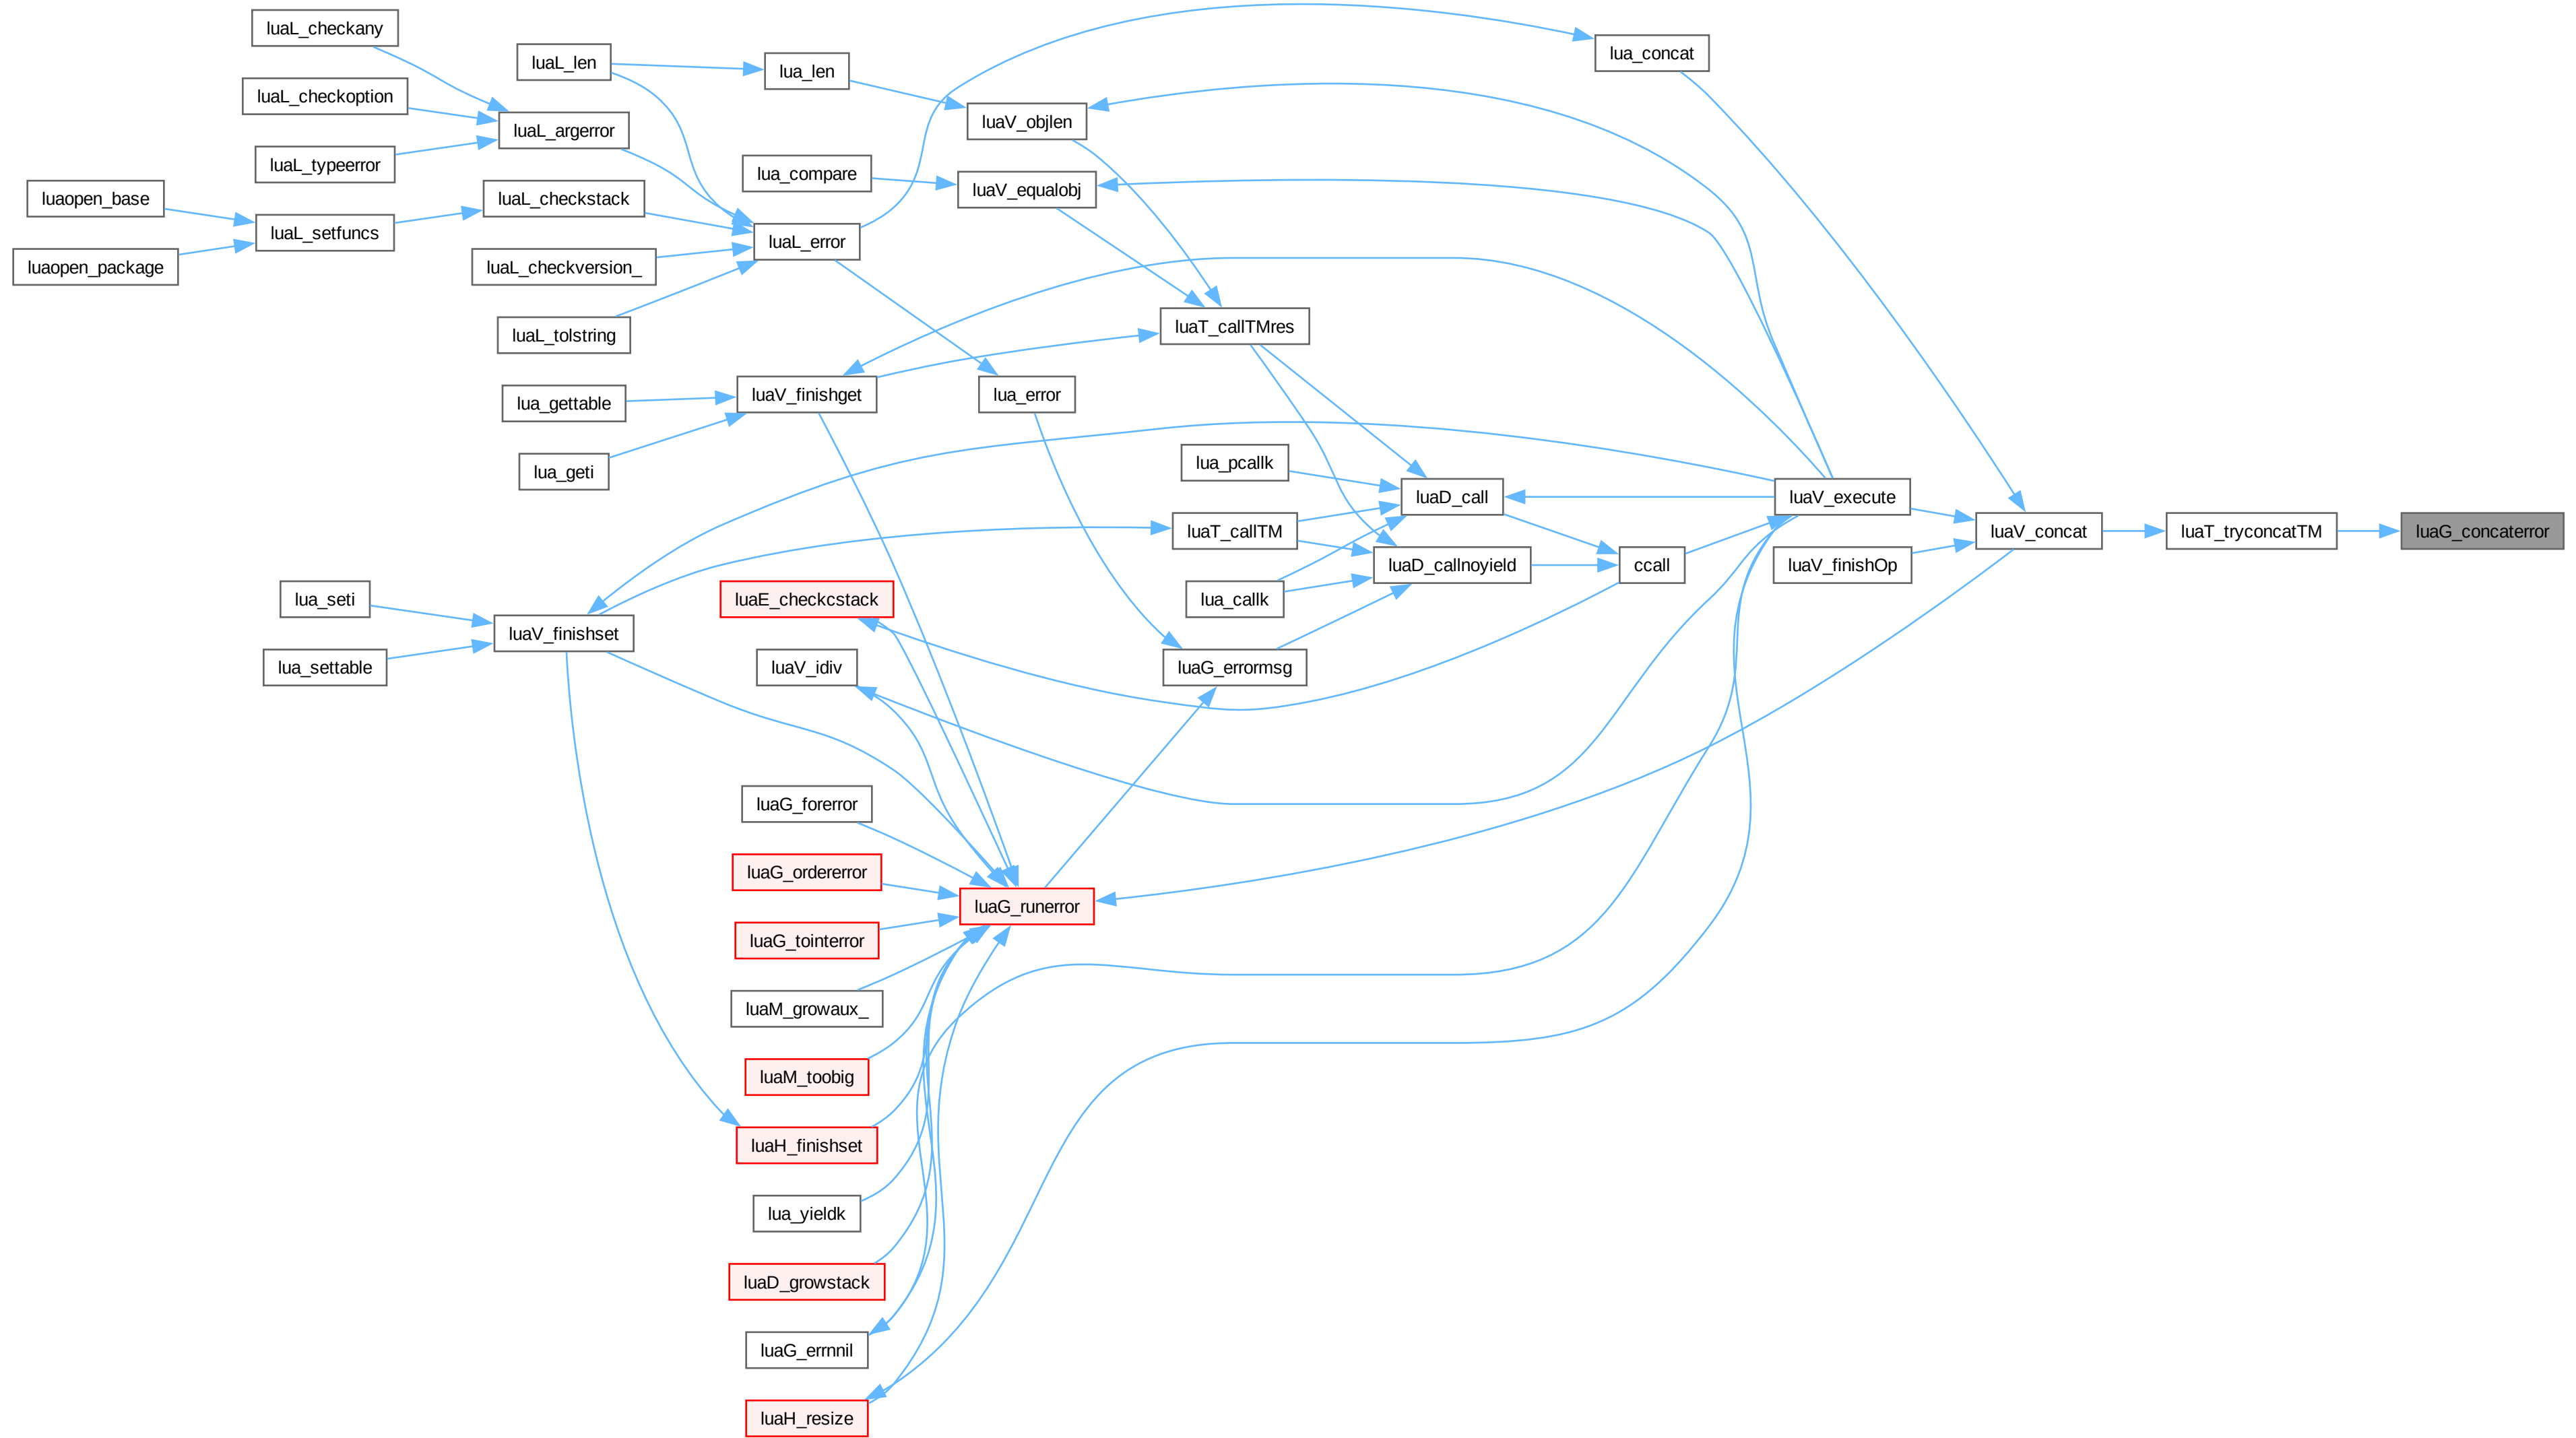 luaL_checkany
luaL_checkoption
luaL_typeerror
luaopen_base
luaopen_package
luaL_setfuncs
luaL_len
luaL_argerror
luaL_checkstack
luaL_checkversion_
luaL_tolstring
lua_gettable
lua_geti
lua_seti
lua_settable
luaV_finishset
lua_len
lua_compare
luaL_error
luaV_finishget
luaE_checkcstack
luaV_idiv
luaG_forerror
luaG_ordererror
luaG_tointerror
luaM_growaux_
luaM_toobig
luaH_finishset
lua_yieldk
luaD_growstack
luaG_errnnil
luaH_resize
luaV_objlen
luaV_equalobj
lua_error
luaG_runerror
luaT_callTMres
lua_pcallk
luaT_callTM
lua_callk
luaG_errormsg
luaD_call
luaD_callnoyield
lua_concat
ccall
luaV_execute
luaV_finishOp
luaV_concat
luaT_tryconcatTM
luaG_concaterror